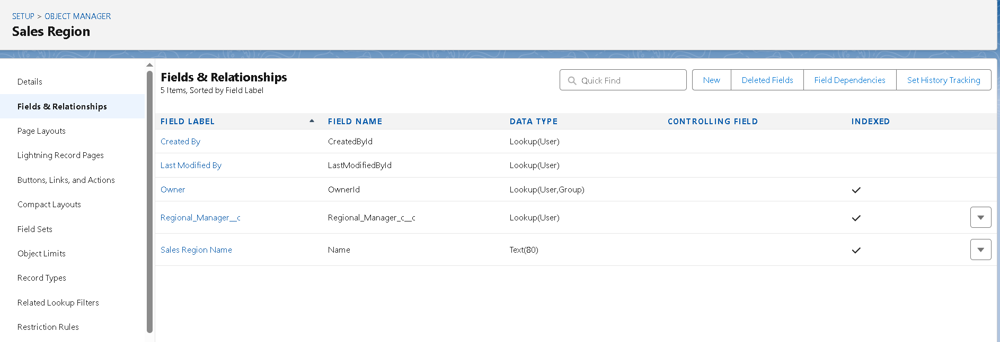 SETUP > OBJECT MANAGER
Sales Region
Details
Fields & Relationships
Page Layouts
Lightning Record Pages
Buttons, Links, and Actions
Compact Layouts
Field Sets
Object Limits
Record Types
Related Lookup Filters
Restriction Rules
Fields & Relationships
5 Items, Sorted by Field Label
Quick Find New Deleted Fields Field Dependencies Set History Tracking
FIELD LABEL FIELD NAME DATA TYPE CONTROLLING FIELD INDEXED
Created By CreatedById Lookup(User)
Last Modified By LastModifiedById Lookup(User)
Owner OwnerId Lookup(User,Group)
Regional_Manager__c Regional_Manager_c__c Lookup(User)
Sales Region Name Name Text(80)